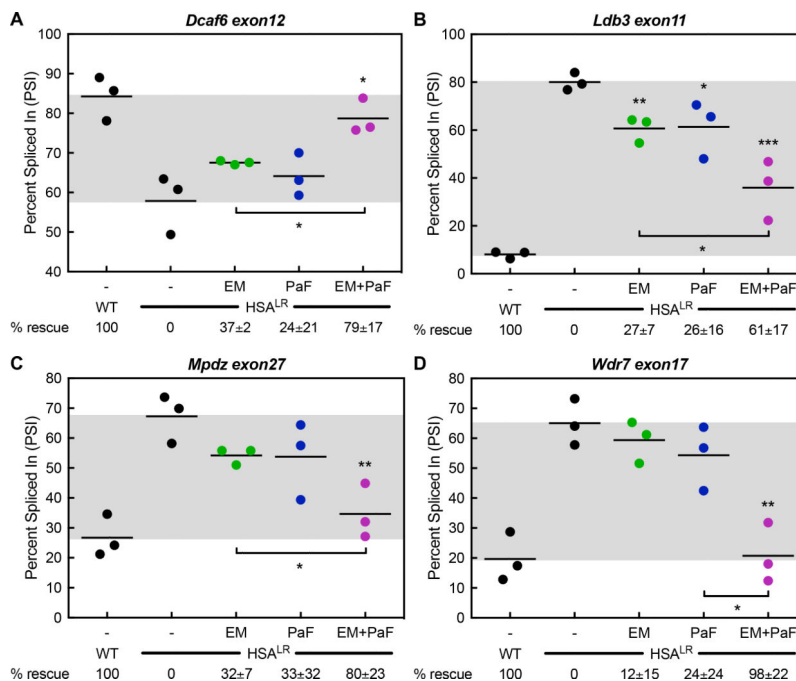 A
Dcaf6 exon12
Percent Spliced In (PSI)
100
90
80
70
60
50
40
*
*
- - EM PaF EM+PaF
WT HSA^LR
% rescue 100 0 37±2 24±21 79±17
B
Ldb3 exon11
Percent Spliced In (PSI)
100
80
60
40
20
0
**
*
***
*
- - EM PaF EM+PaF
WT HSA^LR
% rescue 100 0 27±7 26±16 61±17
C
Mpdz exon27
Percent Spliced In (PSI)
80
70
60
50
40
30
20
10
0
**
*
- - EM PaF EM+PaF
WT HSA^LR
% rescue 100 0 32±7 33±32 80±23
D
Wdr7 exon17
Percent Spliced In (PSI)
80
70
60
50
40
30
20
10
0
**
*
- - EM PaF EM+PaF
WT HSA^LR
% rescue 100 0 12±15 24±24 98±22